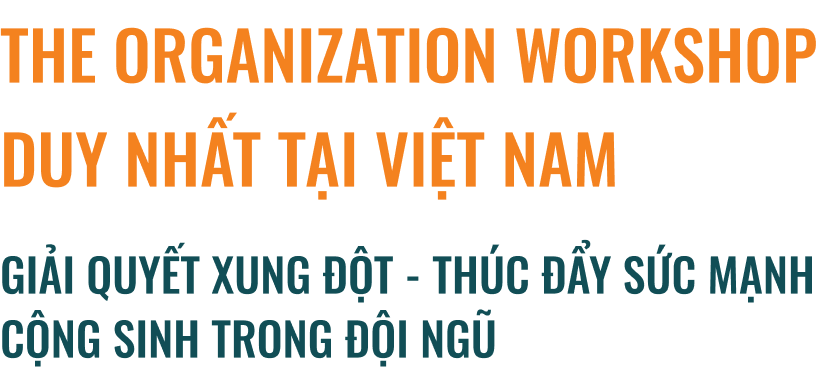 THE ORGANIZATION WORKSHOP
DUY NHẤT TẠI VIỆT NAM
GIẢI QUYẾT XUNG ĐỘT - THÚC ĐẨY SỨC MẠNH
CỘNG SINH TRONG ĐỘI NGŨ